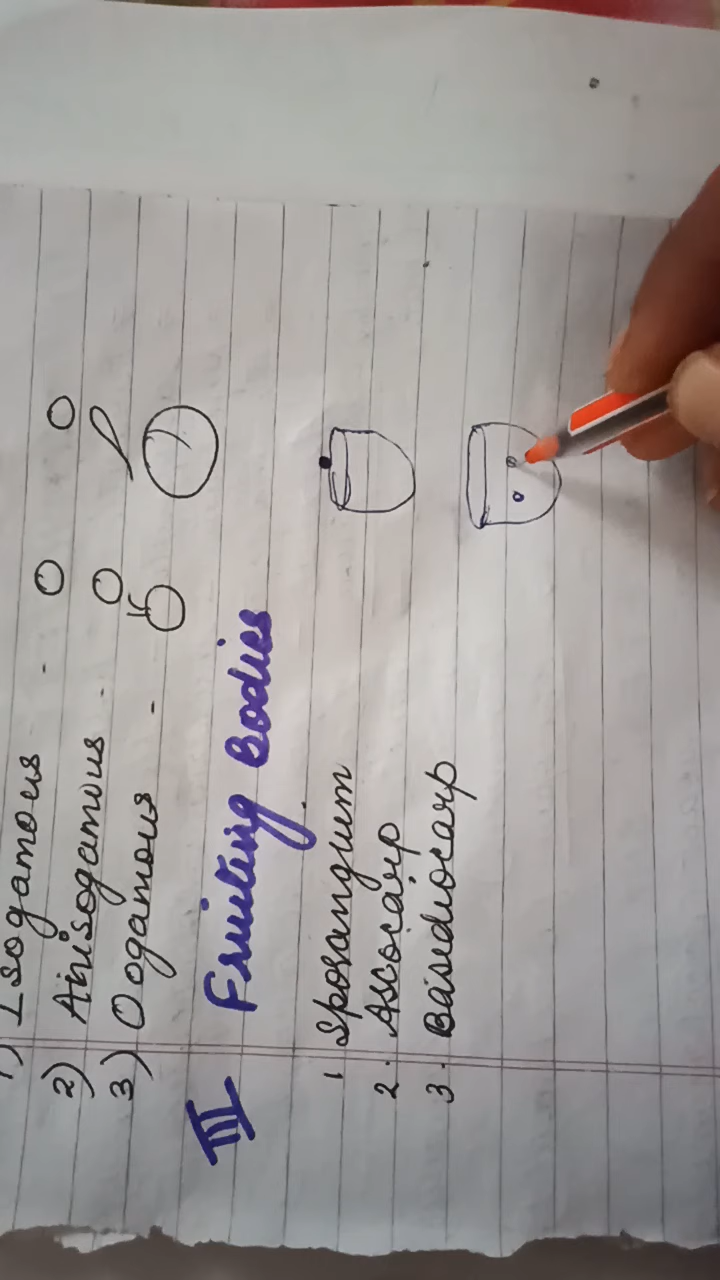 1) Isogamous -
2) Anisogamous -
3) Oogamous -
III Fruiting Bodies
1 Sporangium
2. Ascocarp
3. Basidiocarp